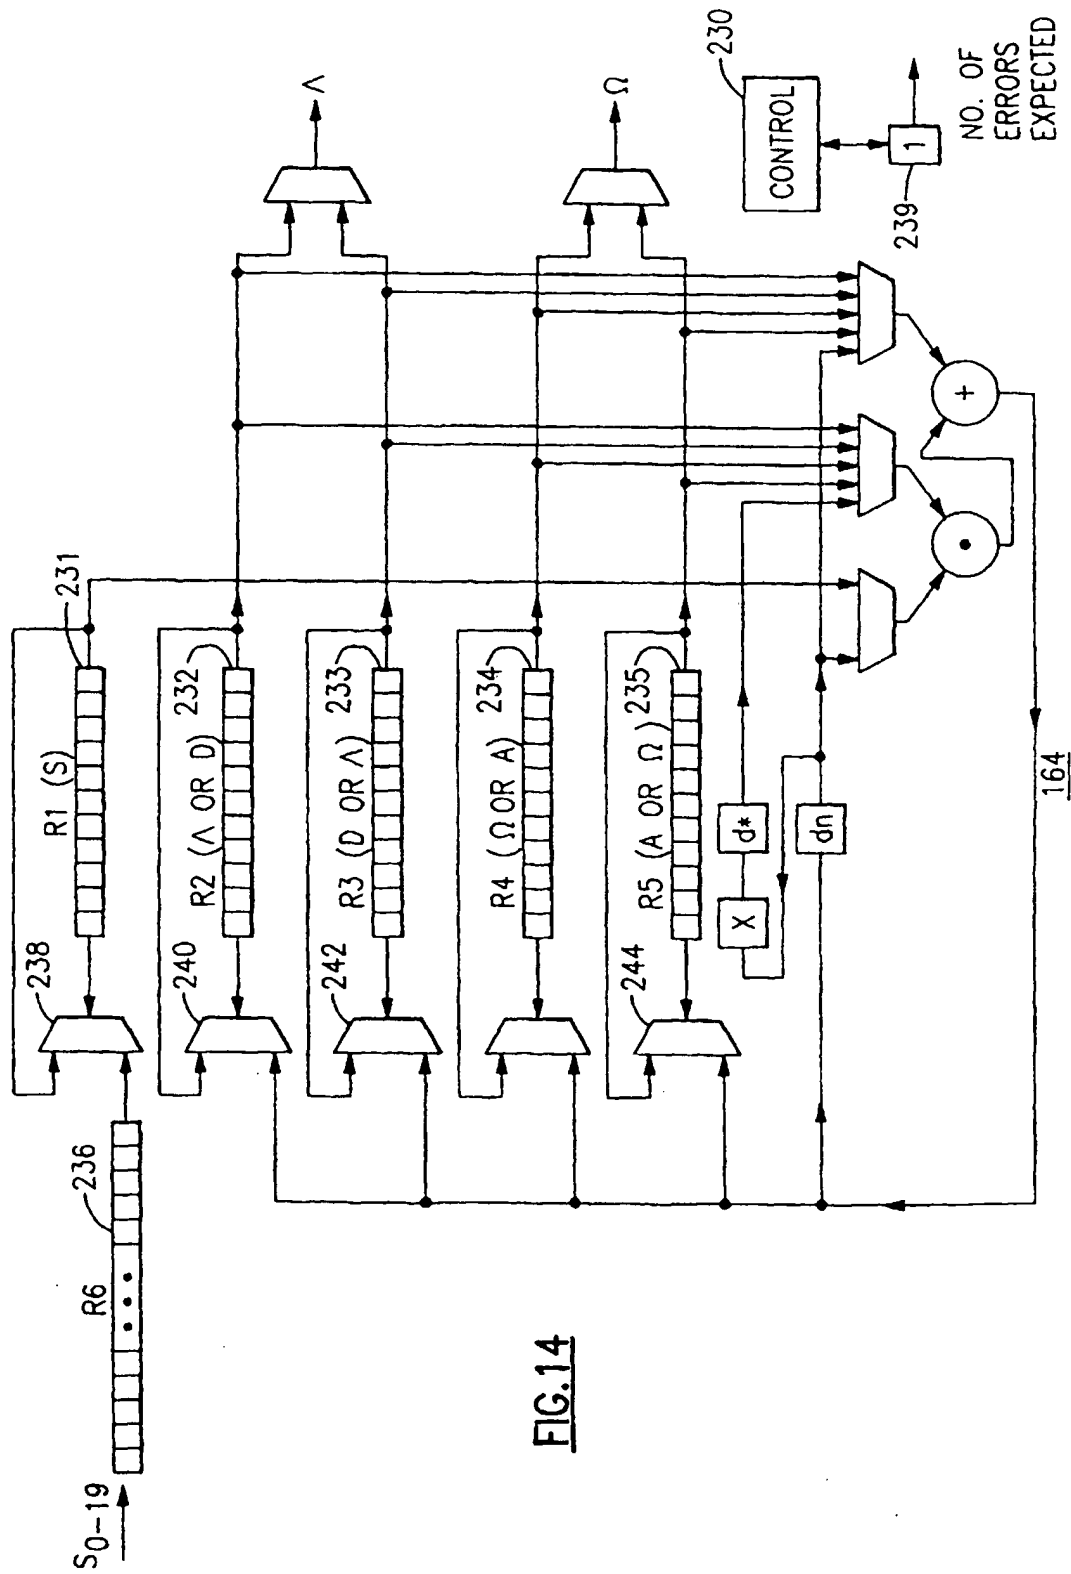 S0-19
R6
236
238
R1 (S)
231
240
R2 (Λ OR D)
232
Λ
242
R3 (D OR Λ)
233
R4 (Ω OR A)
234
Ω
244
R5 (A OR Ω)
235
X
d*
dn
•
+
CONTROL
230
1
239
NO. OF
ERRORS
EXPECTED
164
FIG.14